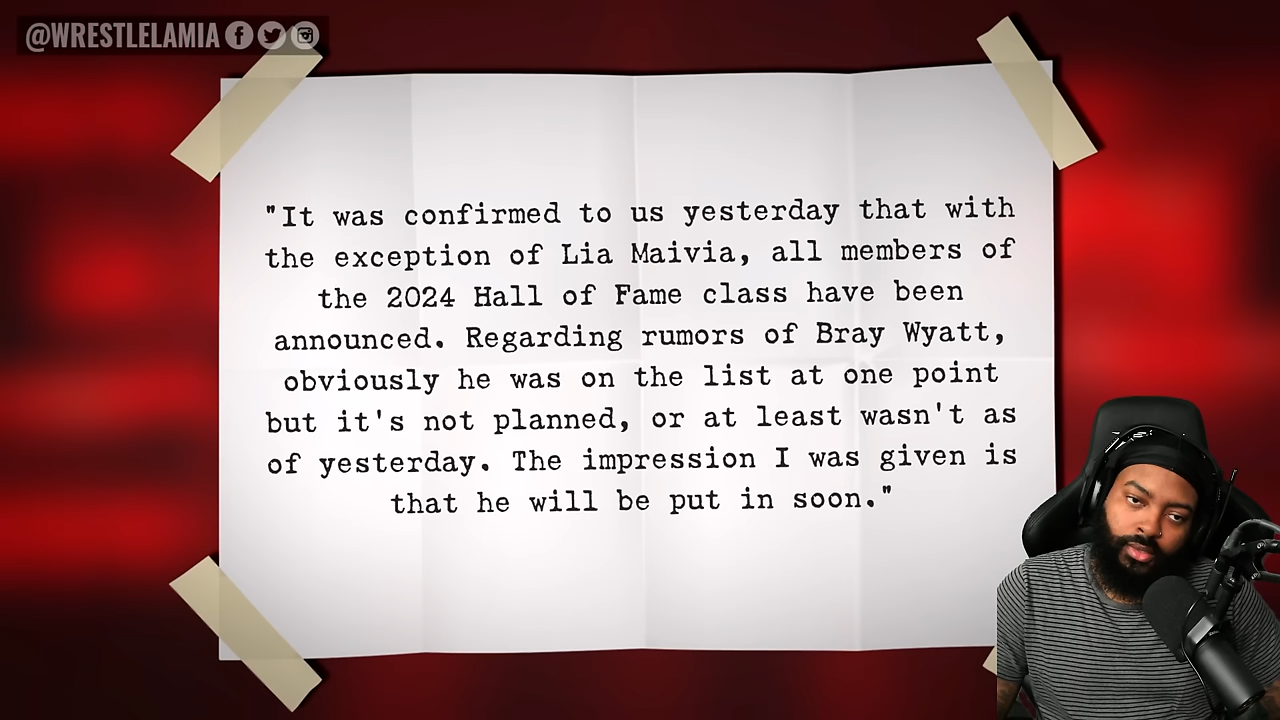 @WRESTLELAMIA
"It was confirmed to us yesterday that with
the exception of Lia Maivia, all members of
the 2024 Hall of Fame class have been
announced. Regarding rumors of Bray Wyatt,
obviously he was on the list at one point
but it's not planned, or at least wasn't as
of yesterday. The impression I was given is
that he will be put in soon."